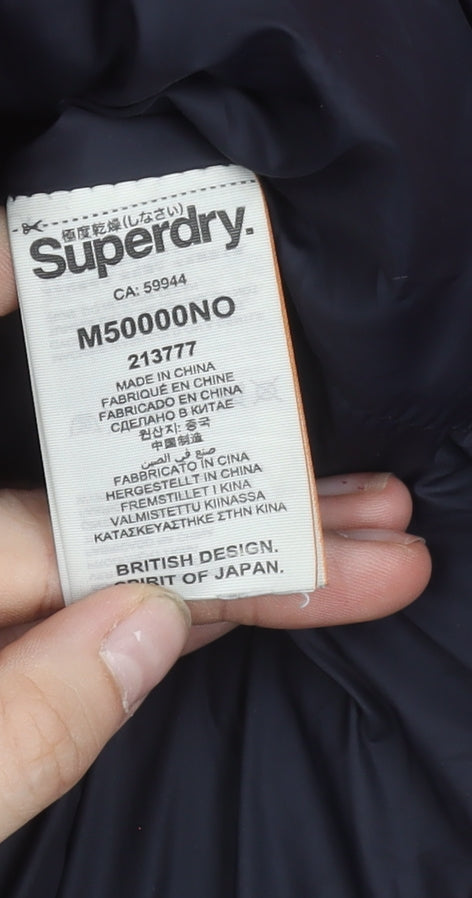 極度乾燥(しなさい)
Superdry.
CA: 59944
M50000NO
213777
MADE IN CHINA
FABRIQUÉ EN CHINE
FABRICADO EN CHINA
СДЕЛАНО В КИТАЕ
원산지: 중국
中国制造
صنع في الصين
FABBRICATO IN CINA
HERGESTELLT IN CHINA
FREMSTILLET I KINA
VALMISTETTU KIINASSA
ΚΑΤΑΣΚΕΥΑΣΤΗΚΕ ΣΤΗΝ ΚΙΝΑ
BRITISH DESIGN.
SPIRIT OF JAPAN.